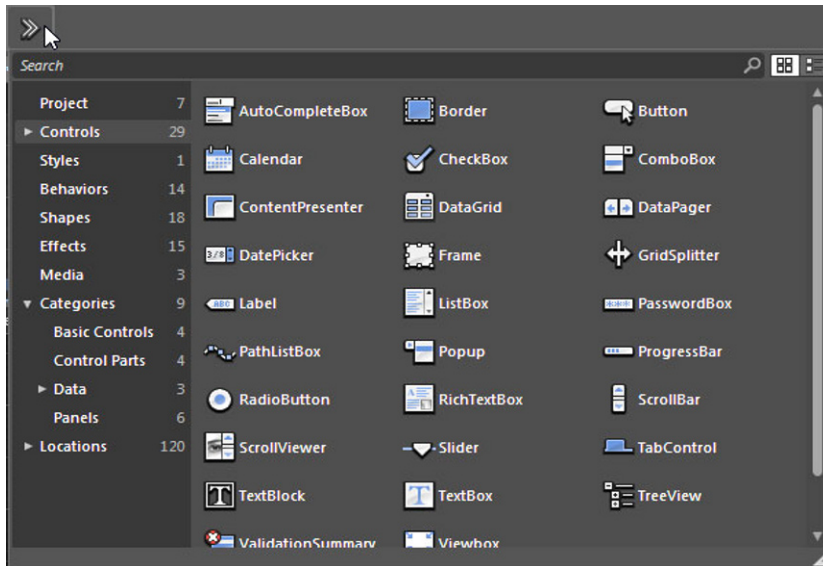 Search
Project 7
Controls 29
Styles 1
Behaviors 14
Shapes 18
Effects 15
Media 3
Categories 9
Basic Controls 4
Control Parts 4
Data 3
Panels 6
Locations 120
AutoCompleteBox Border Button
Calendar CheckBox ComboBox
ContentPresenter DataGrid DataPager
3/8 DatePicker Frame GridSplitter
ABC Label ListBox PasswordBox
PathListBox Popup ProgressBar
RadioButton RichTextBox ScrollBar
ScrollViewer Slider TabControl
T TextBlock T TextBox TreeView
ValidationSummary Viewbox